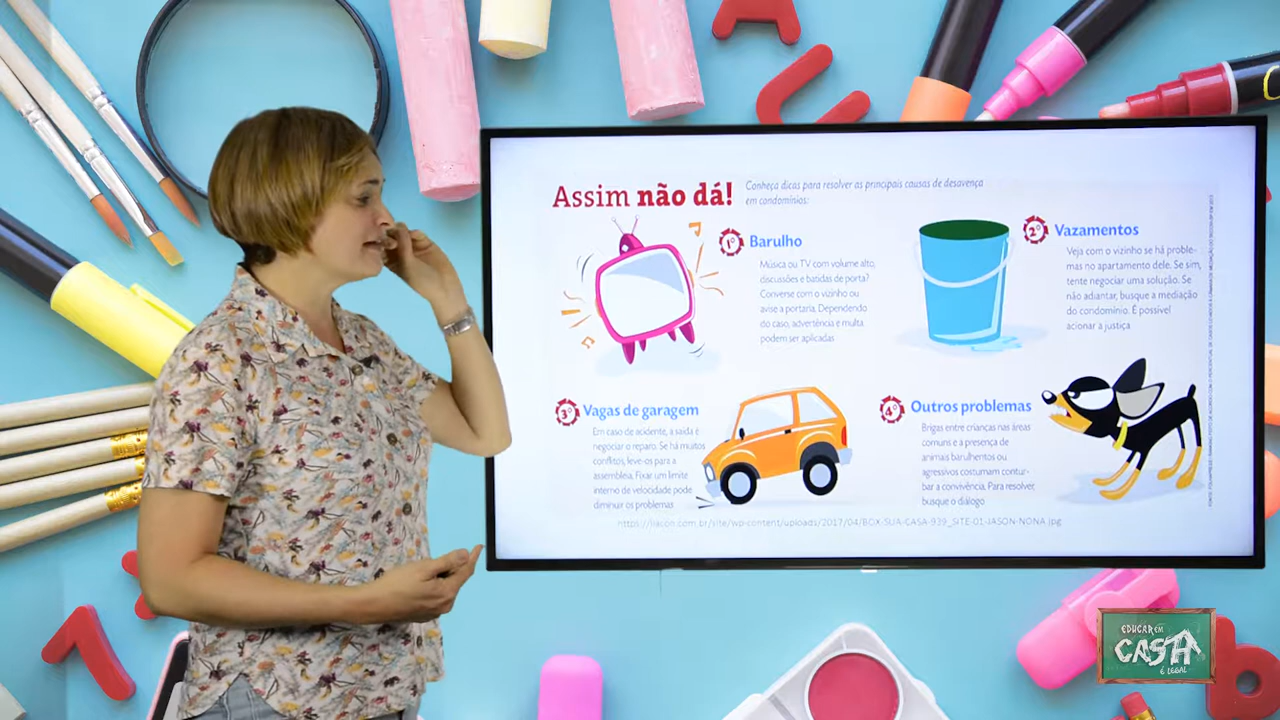 Assim não dá!
Conheça dicas para resolver as principais causas de desavença
em condomínios:
1º Barulho
Música ou TV com volume alto,
discussões e batidas de porta?
Converse com o vizinho ou
avise a portaria. Dependendo
do caso, advertência e multa
podem ser aplicadas
2º Vazamentos
Veja com o vizinho se há proble-
mas no apartamento dele. Se sim,
tente negociar uma solução. Se
não adiantar, busque a mediação
do condomínio. É possível
acionar a justiça
3º Vagas de garagem
Em caso de acidente, a saída é
negociar o reparo. Se há muitos
conflitos, leve-os para a
assembleia. Fixar um limite
interno de velocidade pode
diminuir os problemas
4º Outros problemas
Brigas entre crianças nas áreas
comuns e a presença de
animais barulhentos ou
agressivos costumam contur-
bar a convivência. Para resolver,
busque o diálogo
EDUCAR EM
CASA
É LEGAL